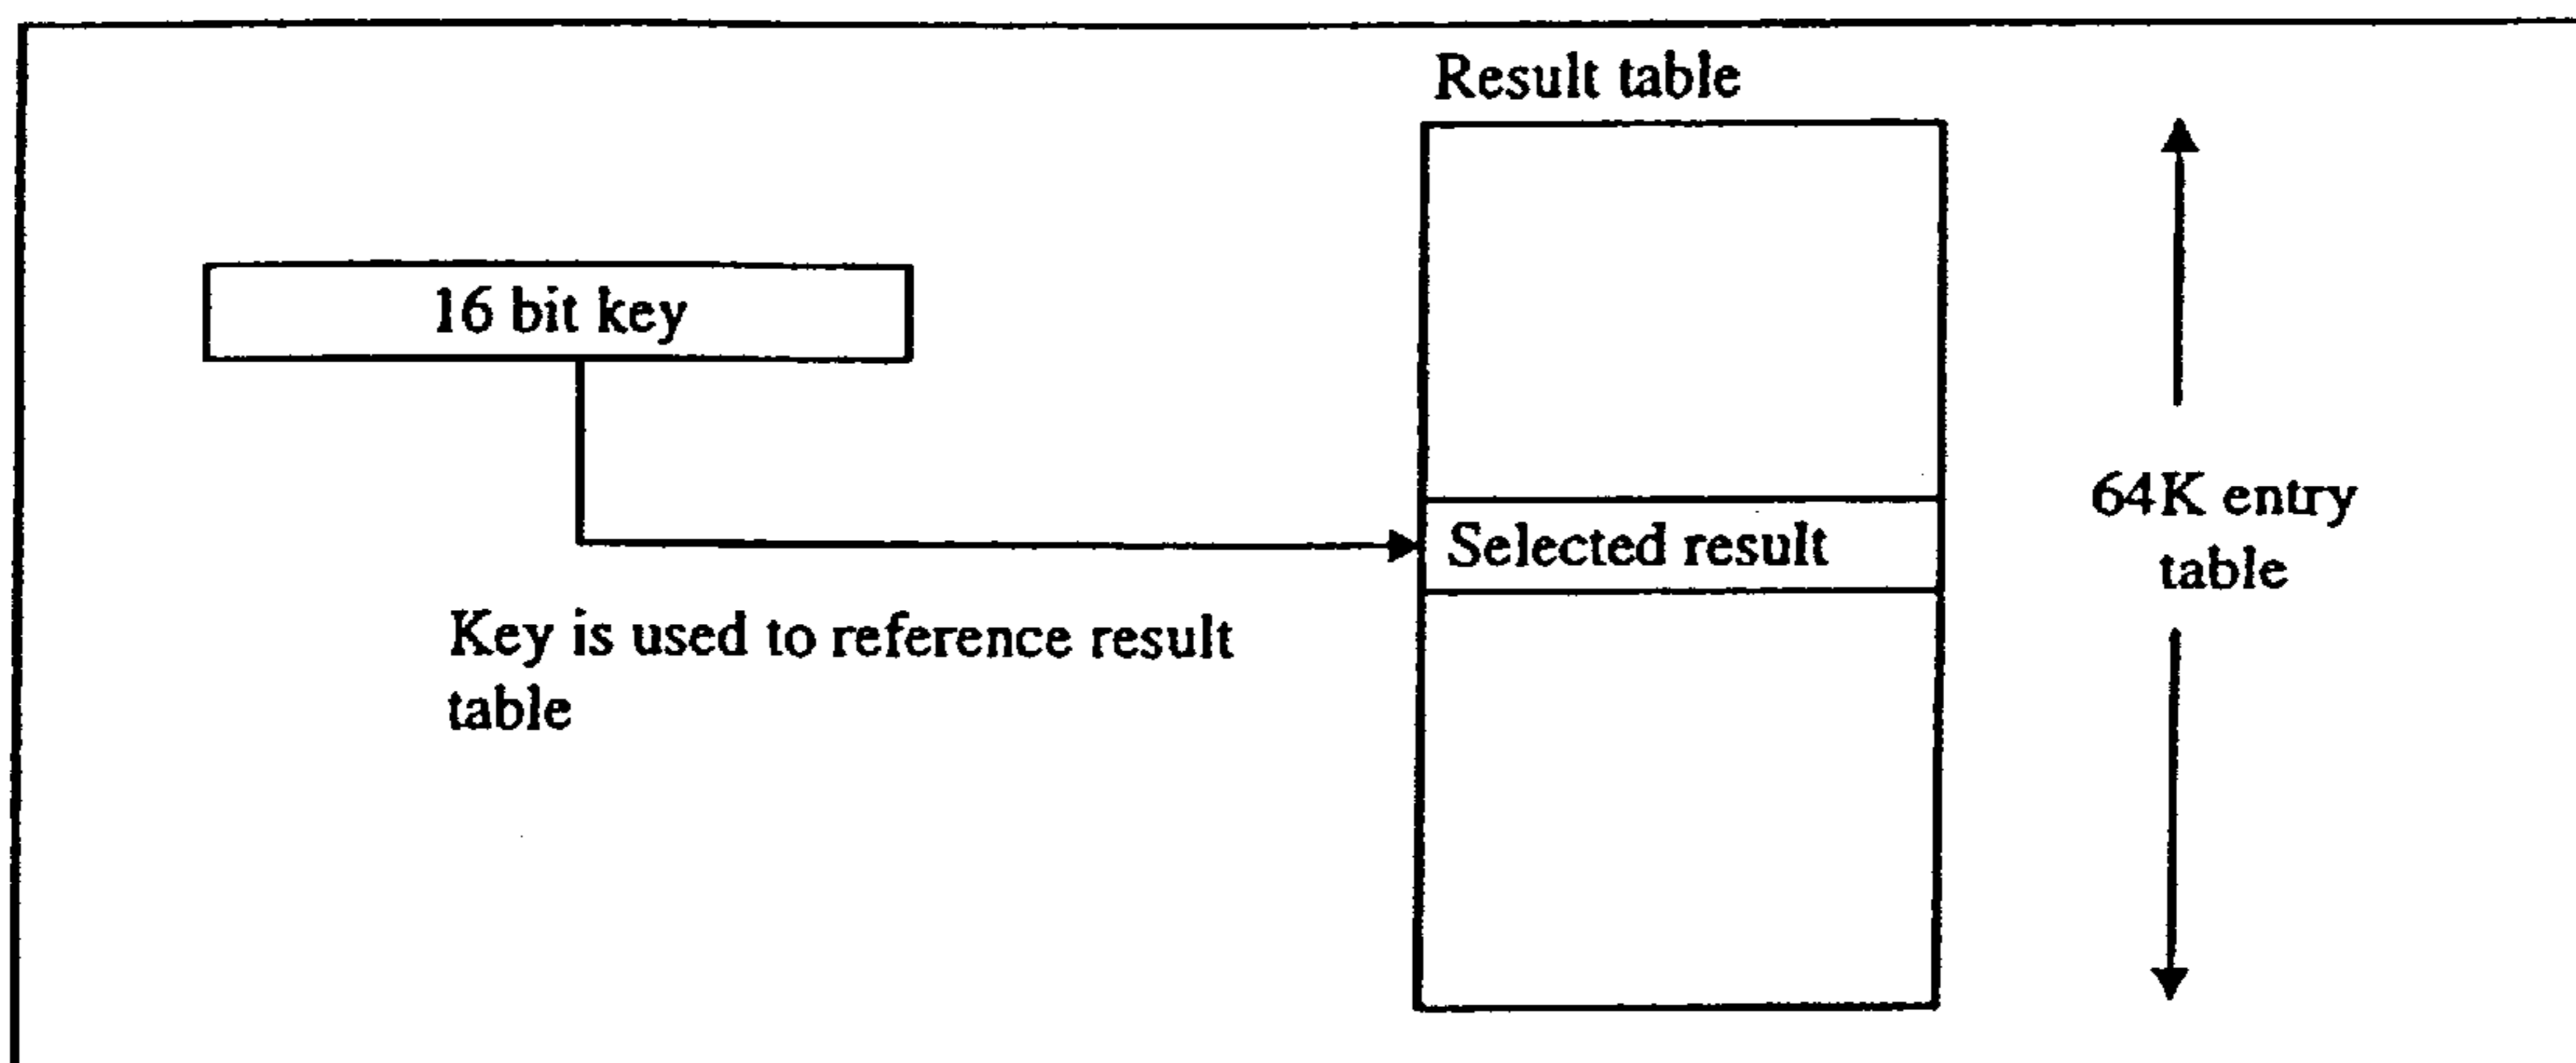 Result table
16 bit key
Selected result
Key is used to reference result
table
64K entry
table